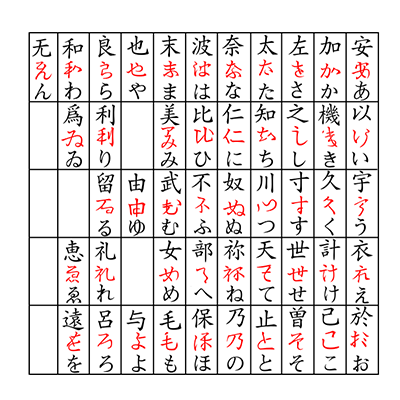 安あ
以い
宇う
衣え
於お
加か
機き
久く
計け
己こ
左さ
之し
寸す
世せ
曽そ
太た
知ち
川つ
天て
止と
奈な
仁に
奴ぬ
祢ね
乃の
波は
比ひ
不ふ
部へ
保ほ
末ま
美み
武む
女め
毛も
也や
由ゆ
与よ
良ら
利り
留る
礼れ
呂ろ
和わ
爲ゐ
恵ゑ
遠を
无ん